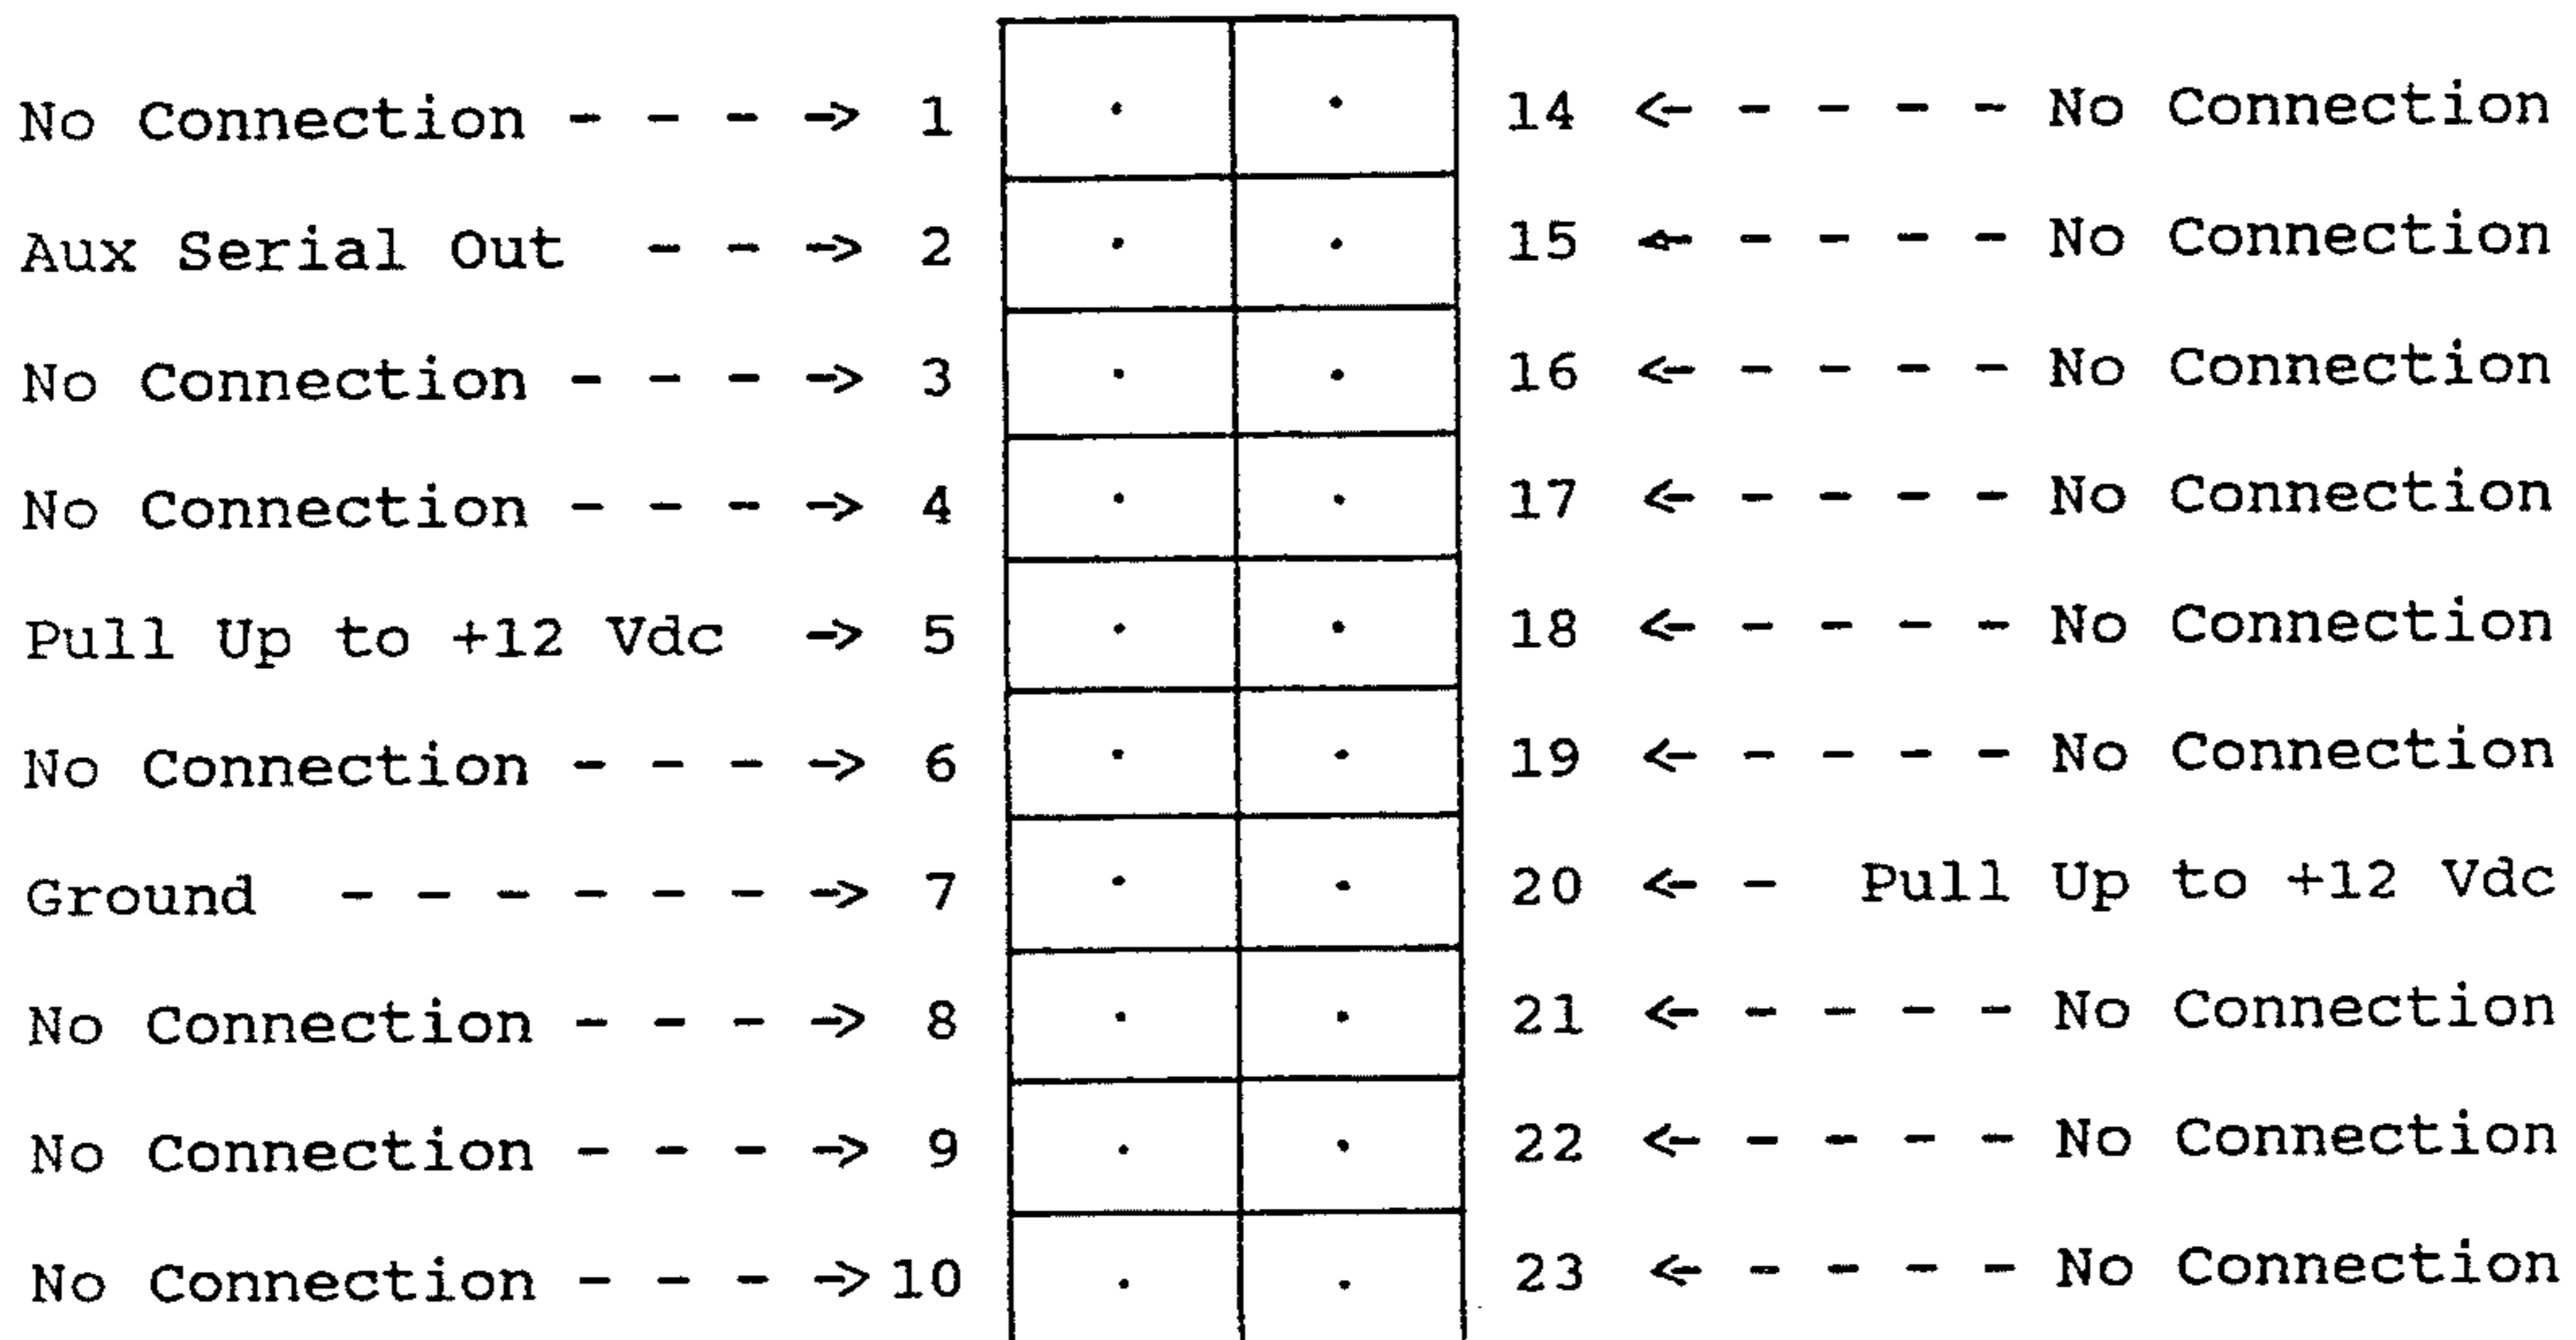 No Connection - - - -> 1 14 <- - - - - No Connection
Aux Serial Out - - -> 2 15 <- - - - - No Connection
No Connection - - - -> 3 16 <- - - - - No Connection
No Connection - - - -> 4 17 <- - - - - No Connection
Pull Up to +12 Vdc -> 5 18 <- - - - - No Connection
No Connection - - - -> 6 19 <- - - - - No Connection
Ground - - - - - - -> 7 20 <- - Pull Up to +12 Vdc
No Connection - - - -> 8 21 <- - - - - No Connection
No Connection - - - -> 9 22 <- - - - - No Connection
No Connection - - - -> 10 23 <- - - - - No Connection